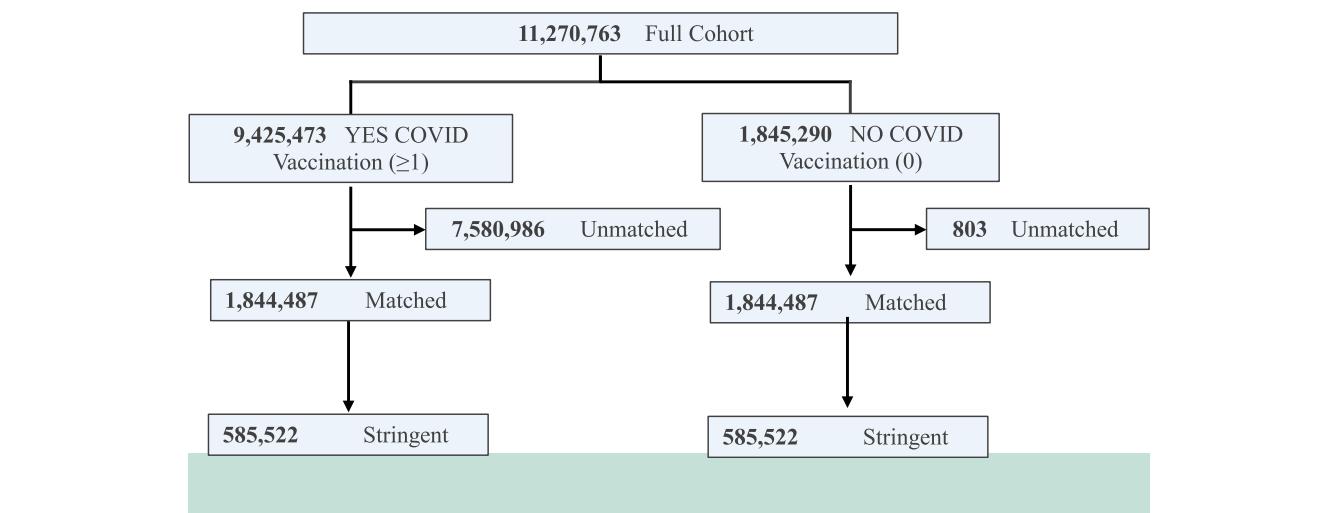 11,270,763 Full Cohort
9,425,473 YES COVID
Vaccination (≥1)
1,845,290 NO COVID
Vaccination (0)
7,580,986 Unmatched
803 Unmatched
1,844,487 Matched
1,844,487 Matched
585,522 Stringent
585,522 Stringent